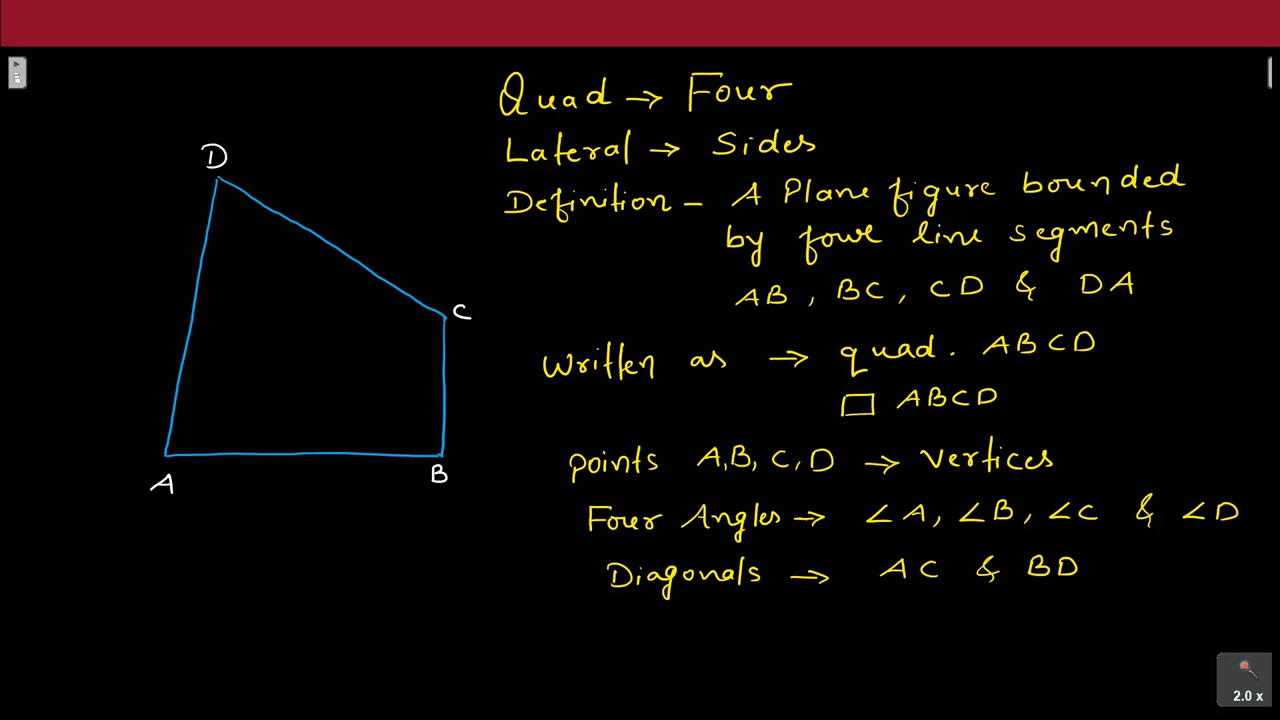 Quad → Four
Lateral → Sides
Definition - A Plane figure bounded
by four line segments
AB, BC, CD & DA
Written as → quad. ABCD
□ ABCD
points A, B, C, D → Vertices
Four Angles → ∠A, ∠B, ∠C & ∠D
Diagonals → AC & BD
D
C
A
B
2.0 x